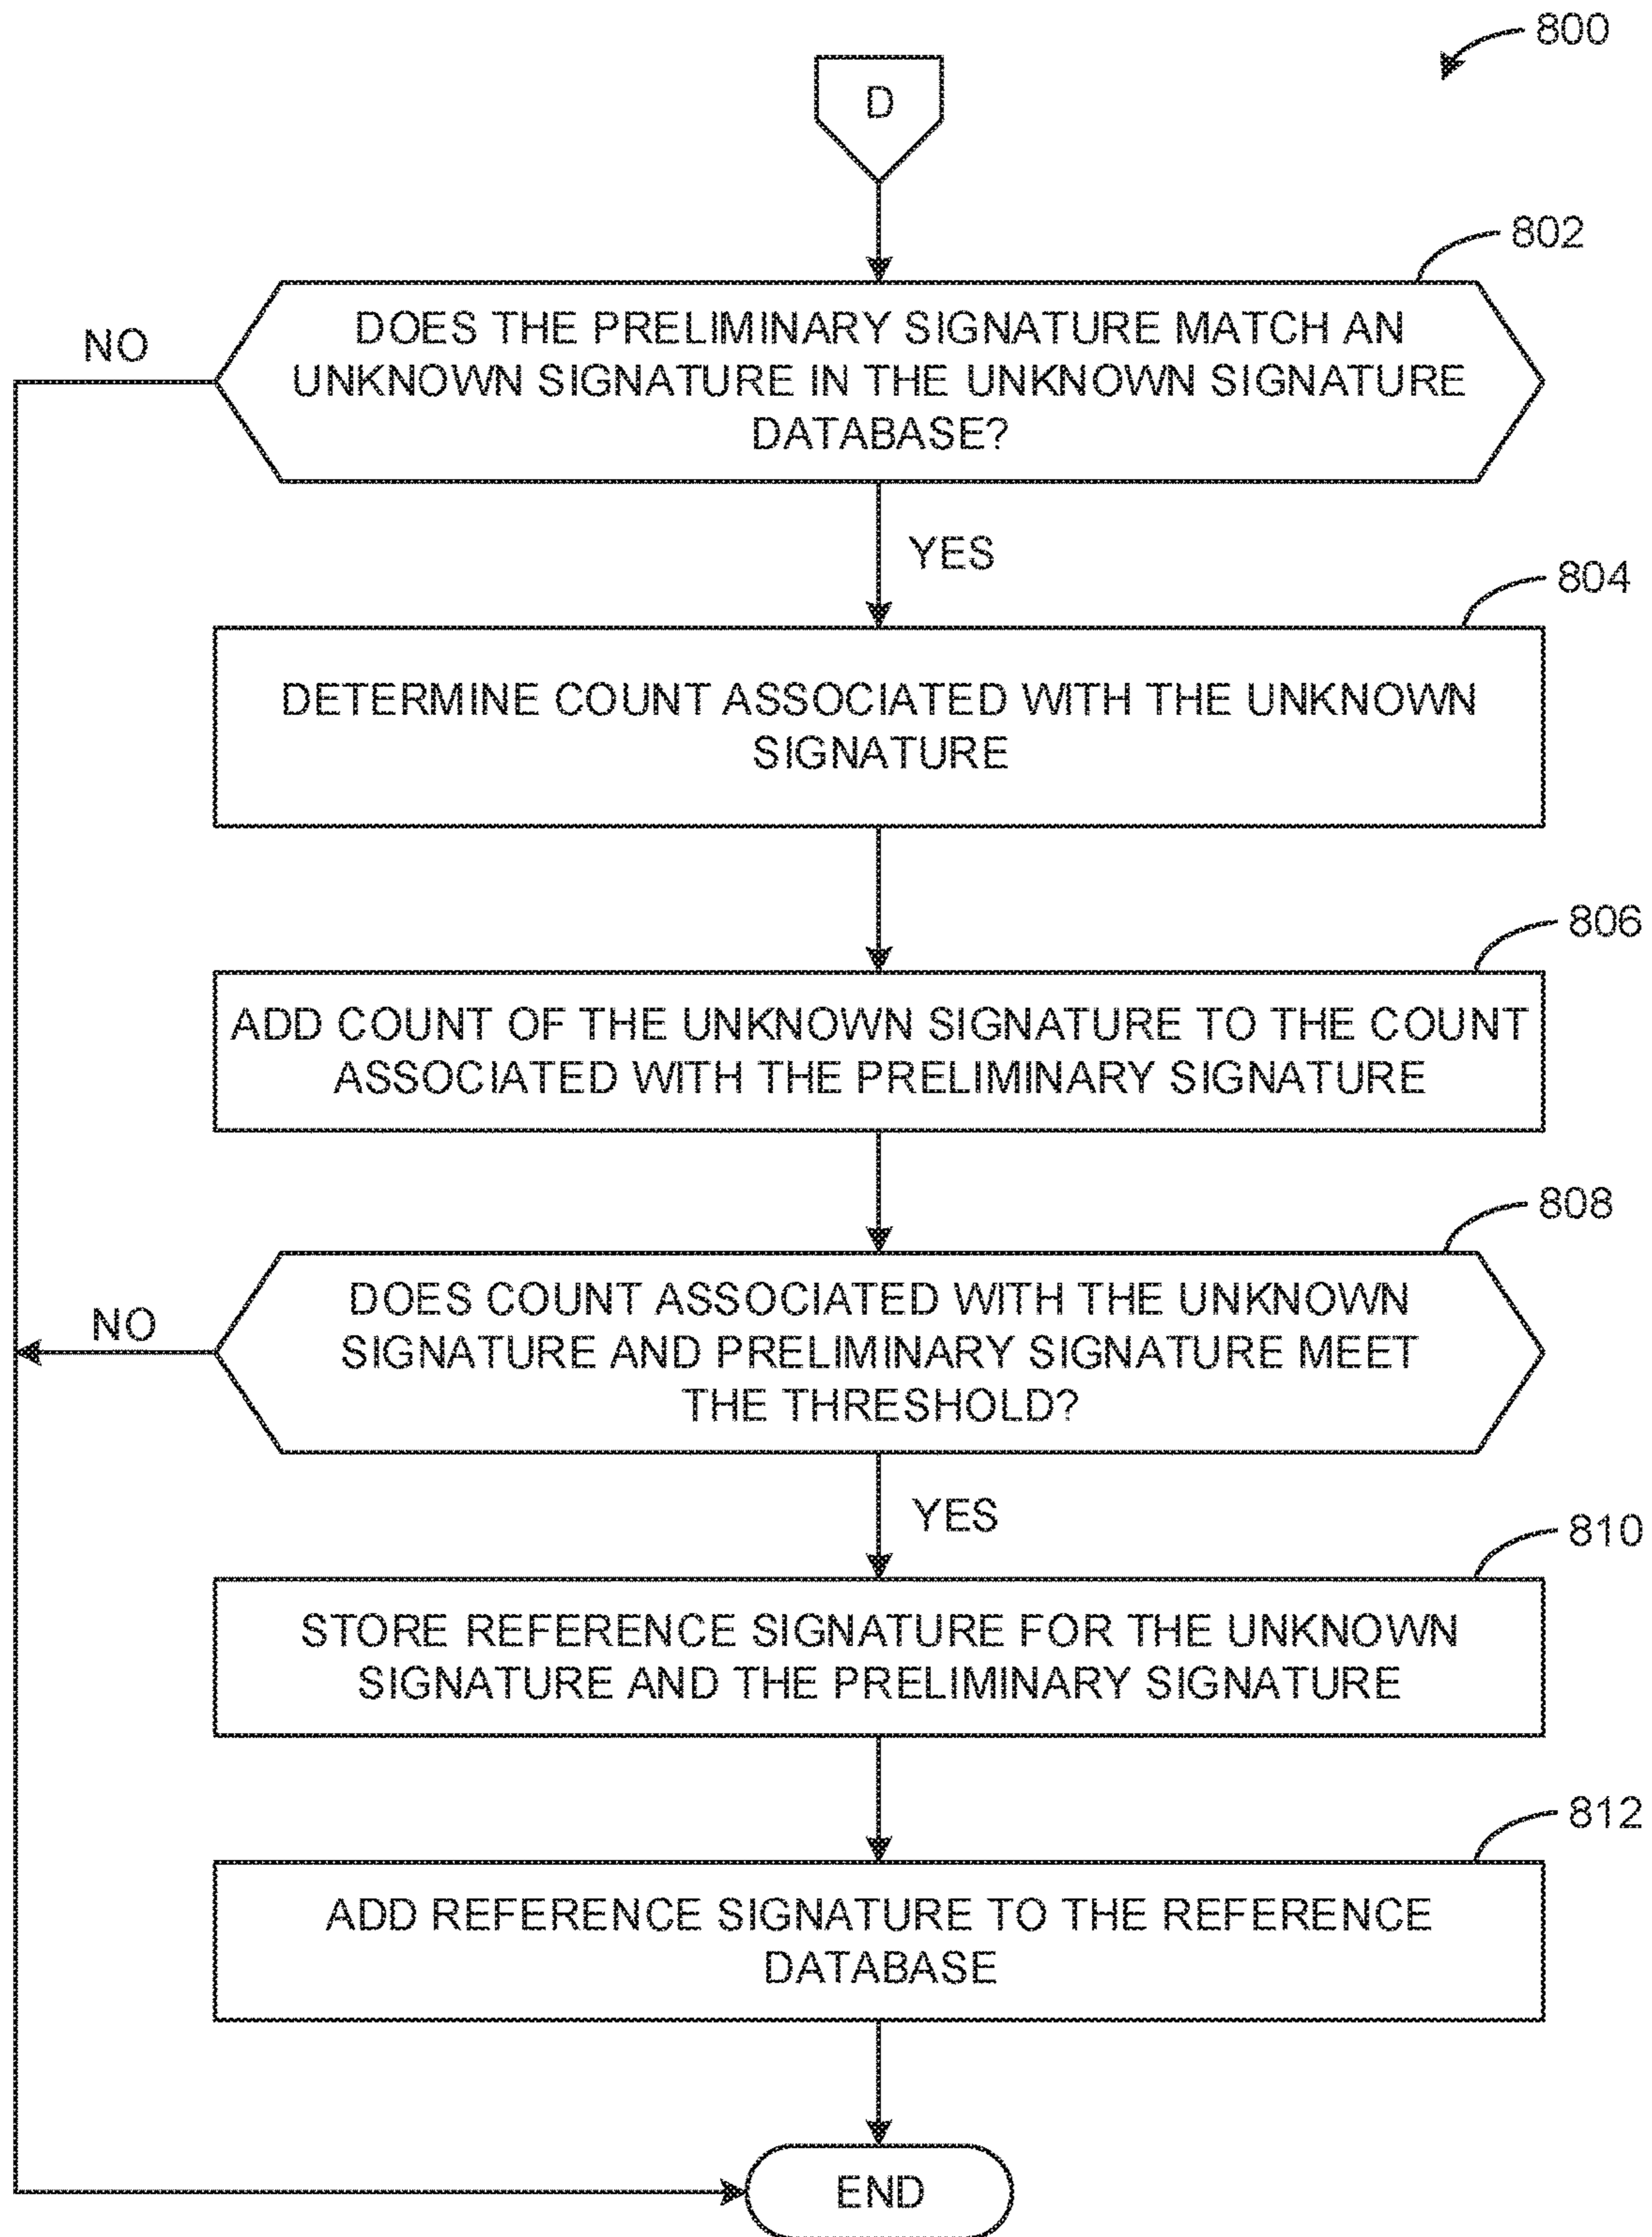 800
D
802
NO
DOES THE PRELIMINARY SIGNATURE MATCH AN
UNKNOWN SIGNATURE IN THE UNKNOWN SIGNATURE
DATABASE?
YES
804
DETERMINE COUNT ASSOCIATED WITH THE UNKNOWN
SIGNATURE
806
ADD COUNT OF THE UNKNOWN SIGNATURE TO THE COUNT
ASSOCIATED WITH THE PRELIMINARY SIGNATURE
808
NO
DOES COUNT ASSOCIATED WITH THE UNKNOWN
SIGNATURE AND PRELIMINARY SIGNATURE MEET
THE THRESHOLD?
YES
810
STORE REFERENCE SIGNATURE FOR THE UNKNOWN
SIGNATURE AND THE PRELIMINARY SIGNATURE
812
ADD REFERENCE SIGNATURE TO THE REFERENCE
DATABASE
END